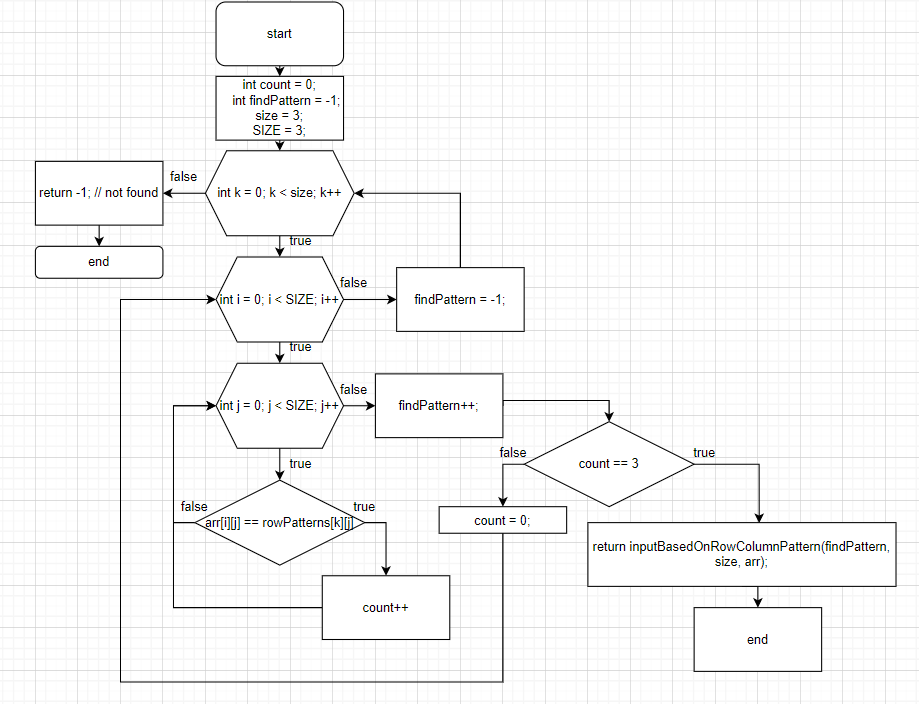 start
int count = 0;
int findPattern = -1;
size = 3;
SIZE = 3;
false
return -1; // not found
int k = 0; k < size; k++
true
end
false
int i = 0; i < SIZE; i++
findPattern = -1;
true
false
int j = 0; j < SIZE; j++
findPattern++;
true
false
count == 3
true
false
arr[i][j] == rowPatterns[k][j]
true
count = 0;
return inputBasedOnRowColumnPattern(findPattern,
size, arr);
count++
end